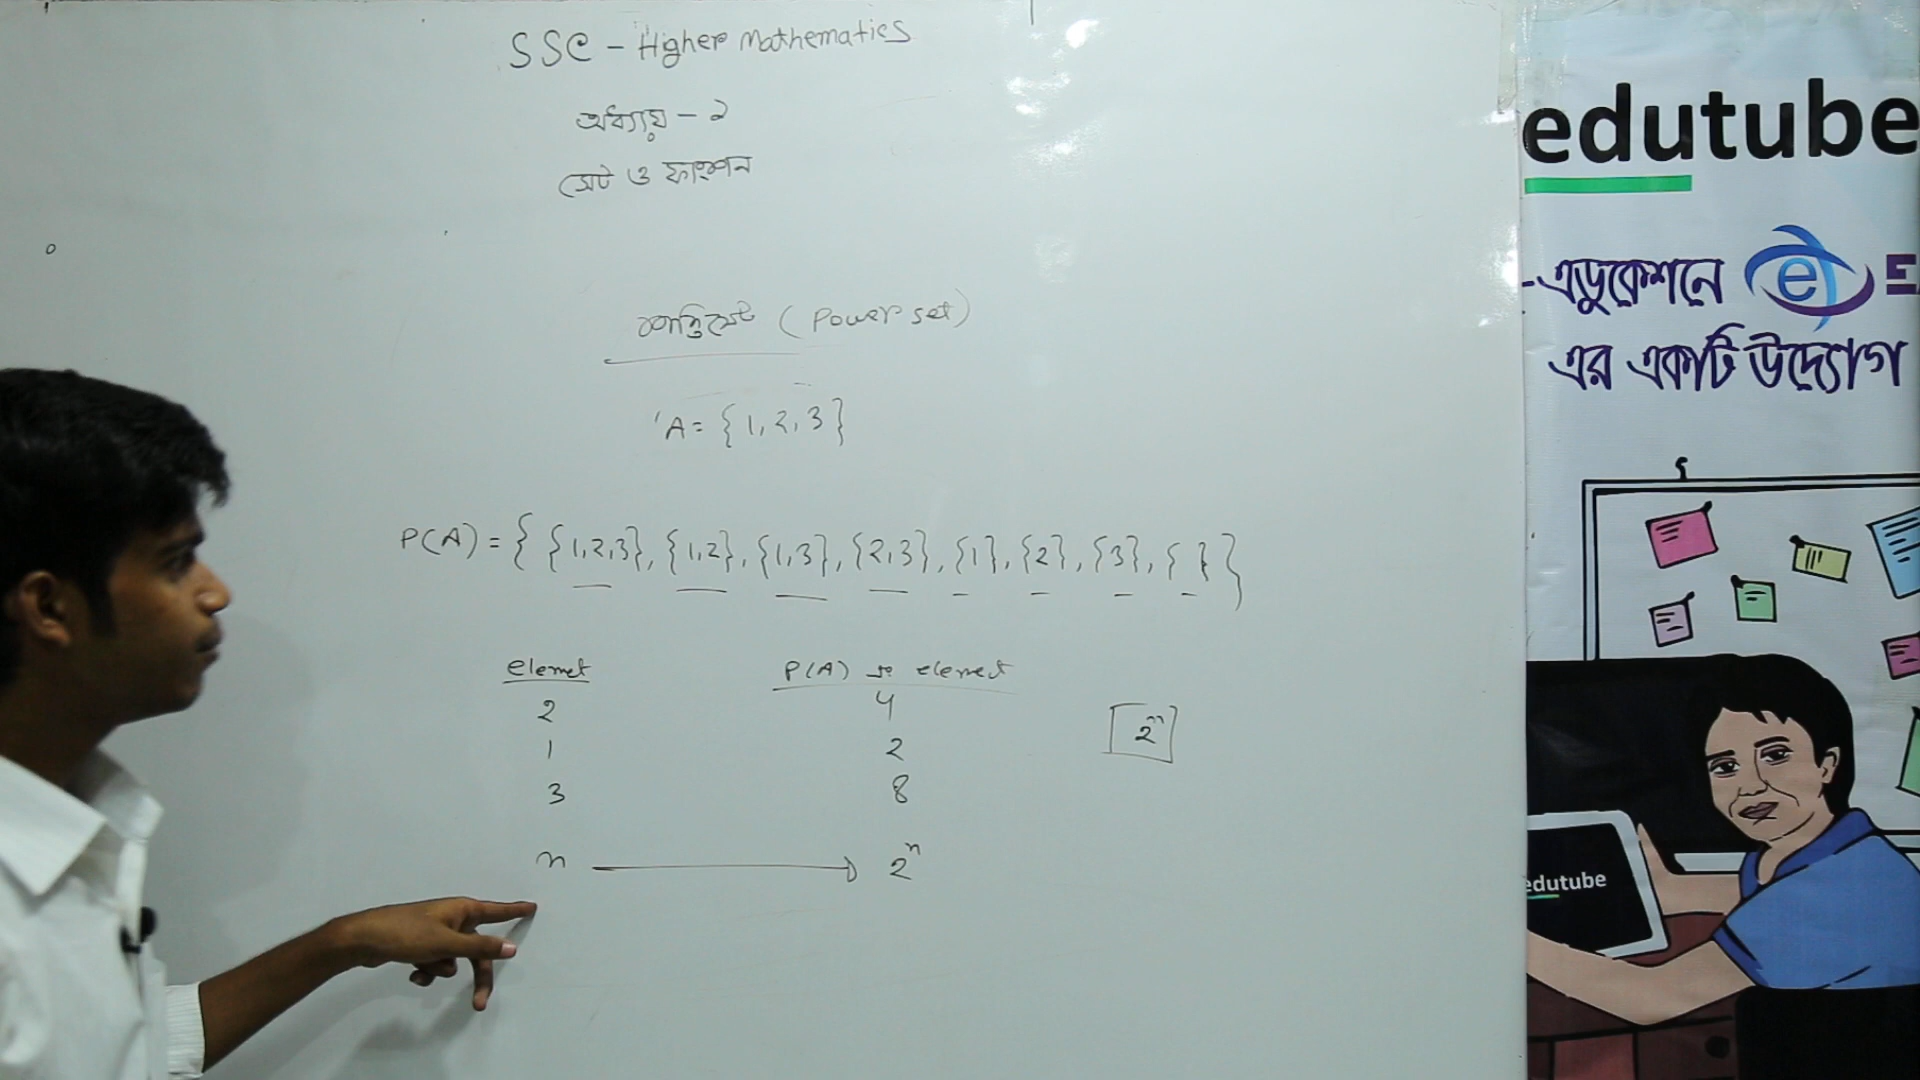 SSC - Higher Mathematics
অধ্যায় - ১
সেট ও ফাংশন
শক্তিসেট (Power set)
A = {1, 2, 3}
P(A) = { {1,2,3}, {1,2}, {1,3}, {2,3}, {1}, {2}, {3}, { } }
elemet P(A) এর element
2 4
1 2
3 8
n → 2ⁿ
2ⁿ
edutube
-এডুকেশনে e E
এর একটি উদ্যোগ
edutube